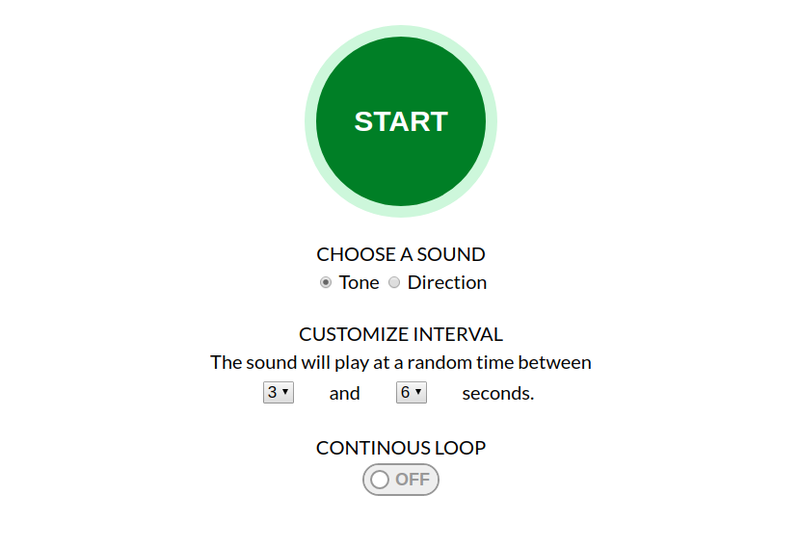 START
CHOOSE A SOUND
Tone Direction
CUSTOMIZE INTERVAL
The sound will play at a random time between
3 and 6 seconds.
CONTINOUS LOOP
OFF